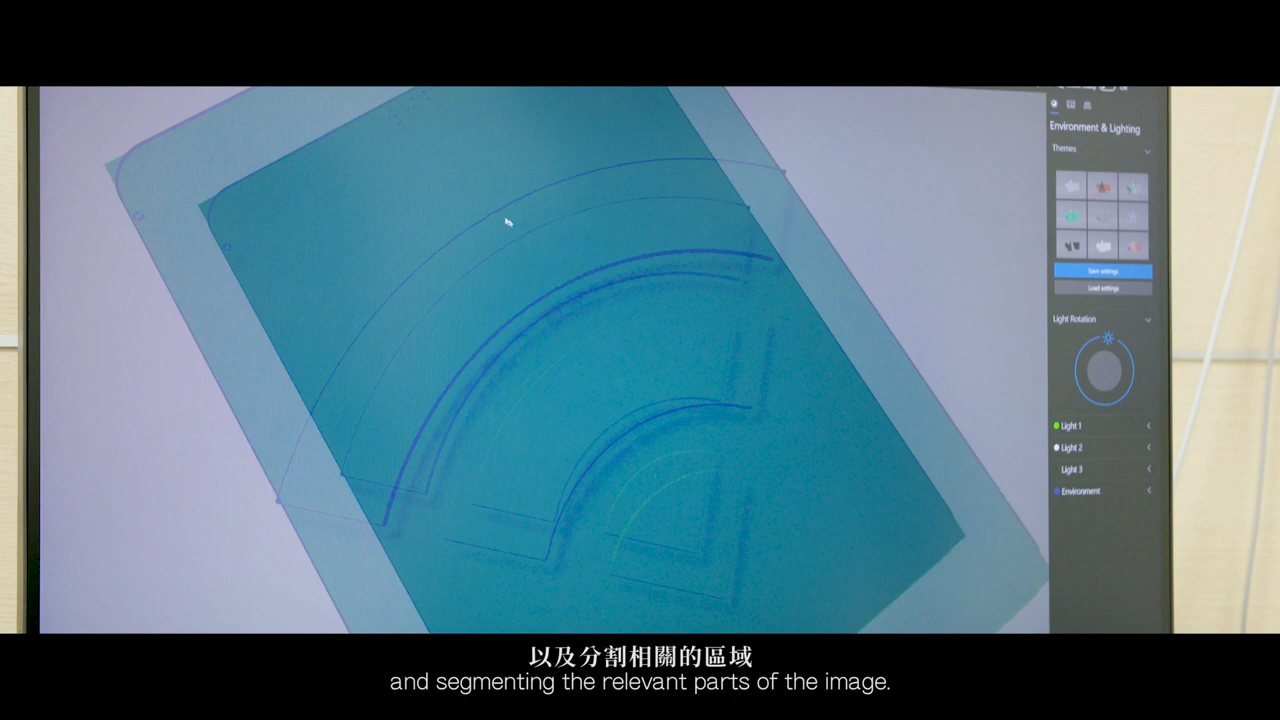 Environment & Lighting
Themes
Save settings
Load settings
Light Rotation
Light 1
Light 2
Light 3
Environment
以及分割相關的區域
and segmenting the relevant parts of the image.